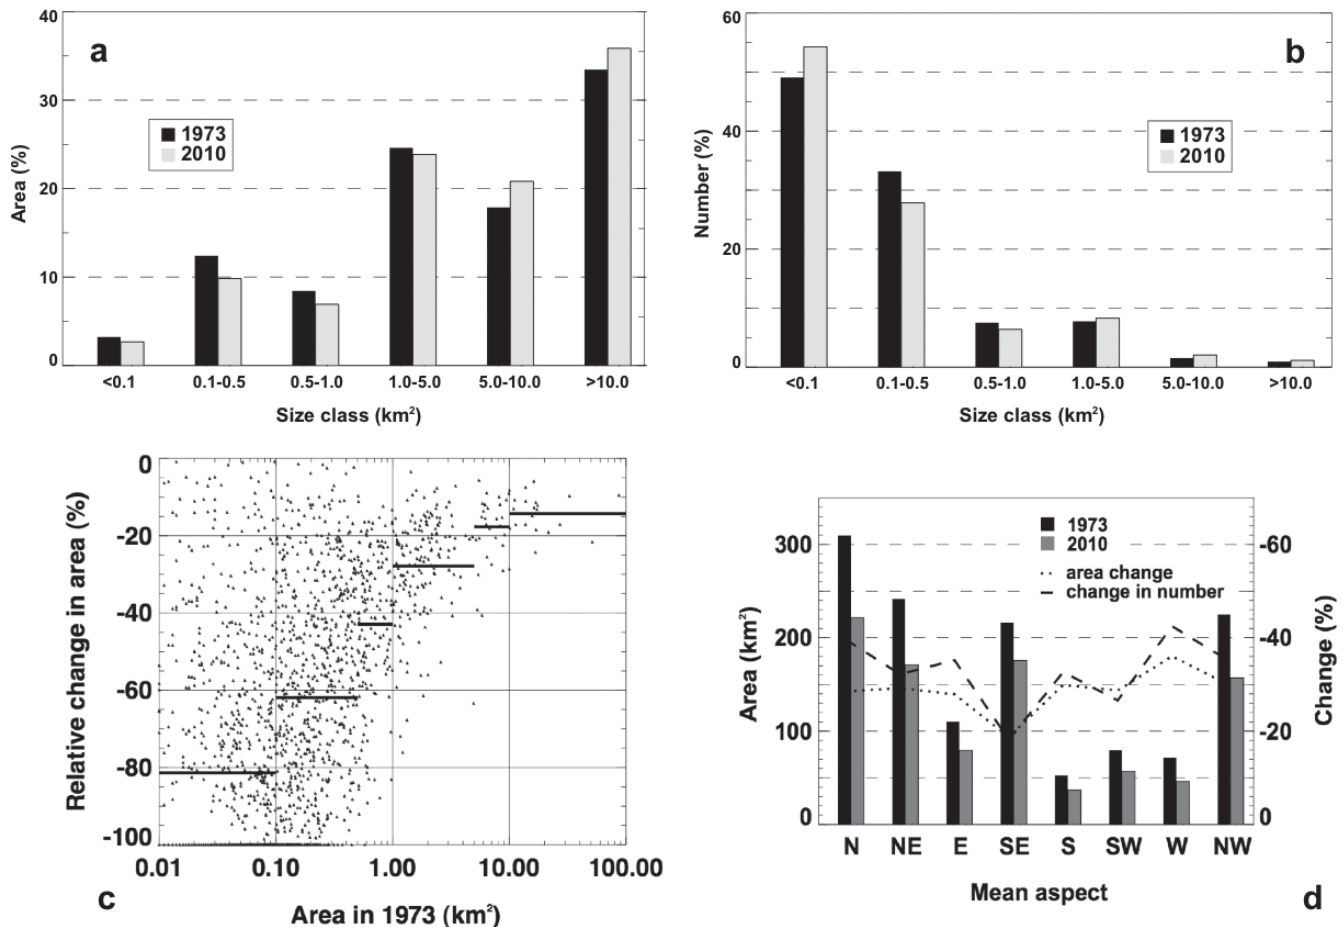 a
40
30
20
10
0
Area (%)
1973
2010
<0.1 0.1-0.5 0.5-1.0 1.0-5.0 5.0-10.0 >10.0
Size class (km²)
b
60
40
20
0
Number (%)
1973
2010
<0.1 0.1-0.5 0.5-1.0 1.0-5.0 5.0-10.0 >10.0
Size class (km²)
0
-20
-40
-60
-80
-100
Relative change in area (%)
0.01 0.10 1.00 10.00 100.00
c
Area in 1973 (km²)
300
200
100
0
Area (km²)
1973
2010
area change
change in number
-60
-40
-20
0
Change (%)
N NE E SE S SW W NW
Mean aspect
d